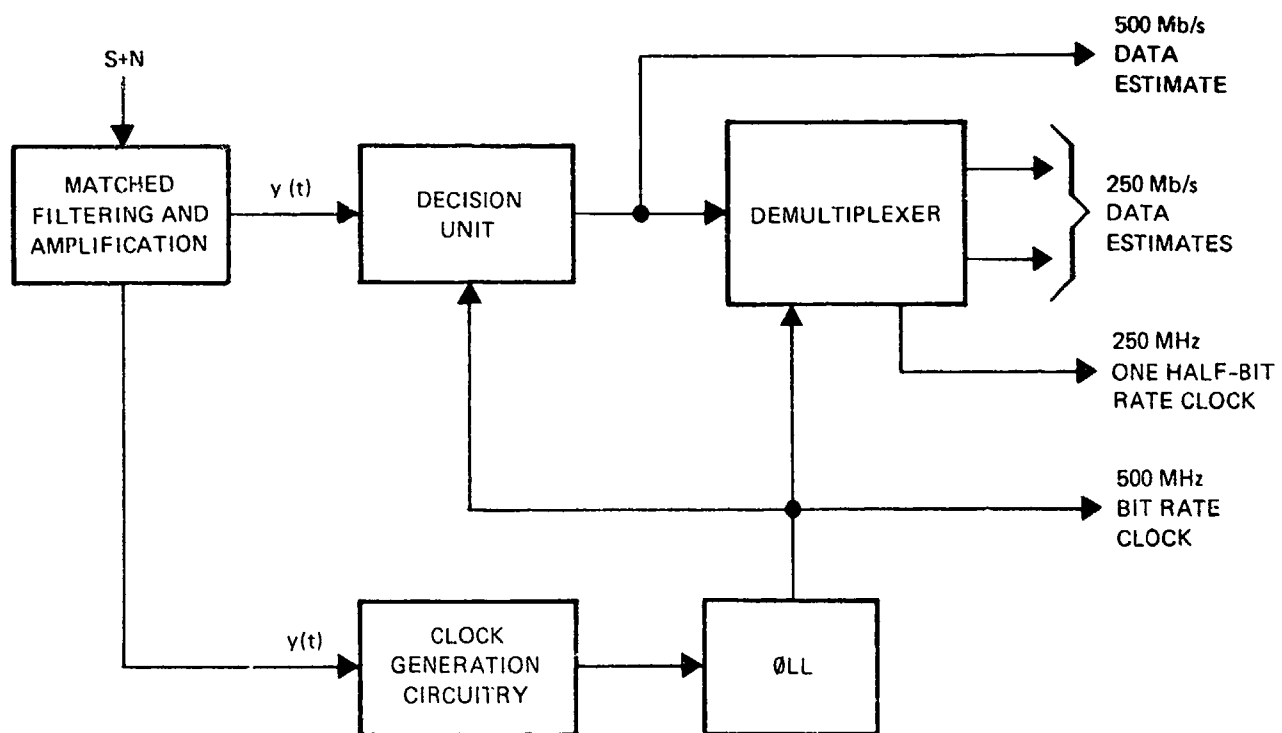 S+N
MATCHED
FILTERING AND
AMPLIFICATION
y (t)
DECISION
UNIT
DEMULTIPLEXER
500 Mb/s
DATA
ESTIMATE
250 Mb/s
DATA
ESTIMATES
250 MHz
ONE HALF-BIT
RATE CLOCK
500 MHz
BIT RATE
CLOCK
y(t)
CLOCK
GENERATION
CIRCUITRY
ØLL